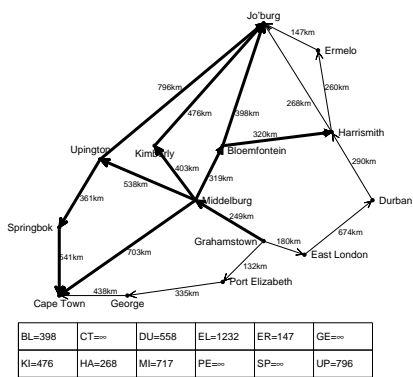 Jo'burg
147km
Ermelo
796km
476km
398km
268km
260km
320km
Harrismith
Upington
Kimberly
Bloemfontein
403km
319km
290km
538km
361km
Middelburg
Durban
249km
Springbok
Grahamstown
674km
180km
703km
541km
East London
132km
Port Elizabeth
438km
335km
Cape Town
George
BL=398 CT=∞ DU=558 EL=1232 ER=147 GE=∞
KI=476 HA=268 MI=717 PE=∞ SP=∞ UP=796